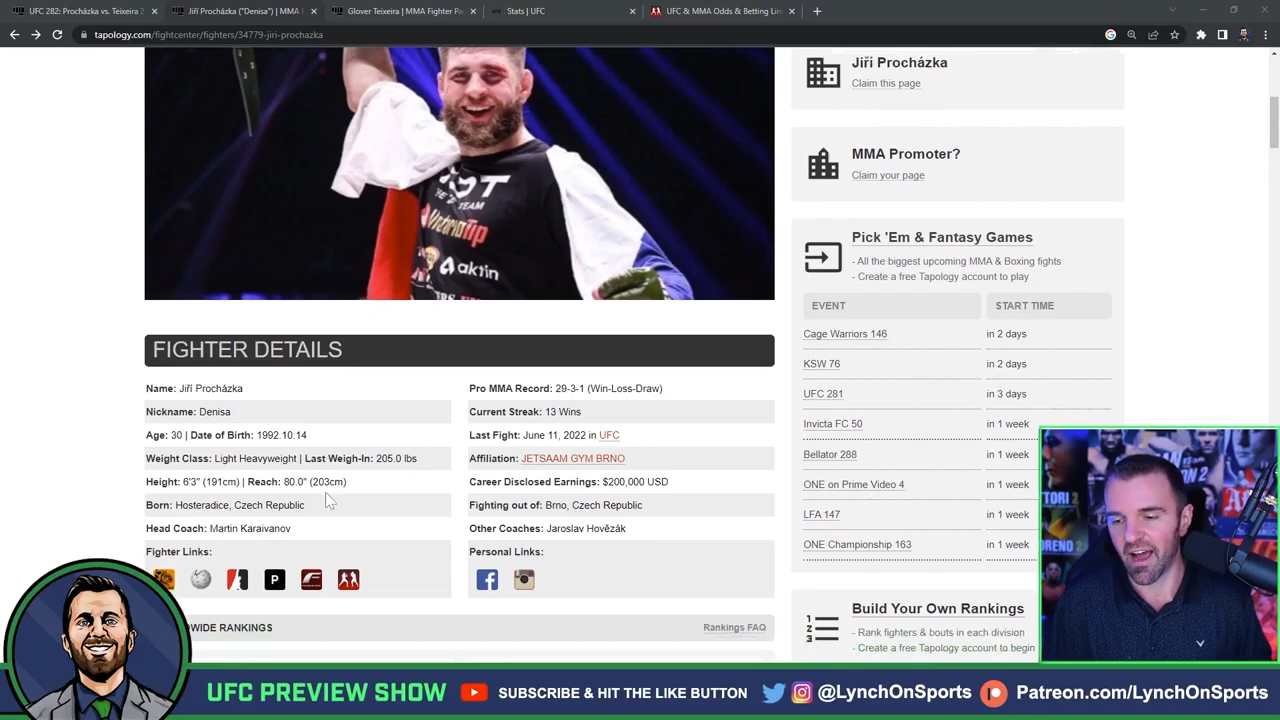 UFC 282: Procházka vs. Teixeira 2
Jiří Procházka ("Denisa") | MMA F
Glover Teixeira | MMA Fighter Pa
Stats | UFC
UFC & MMA Odds & Betting Lin
tapology.com/fightcenter/fighters/34779-jiri-prochazka
VictoriaTip
aktin
Jiří Procházka
Claim this page
MMA Promoter?
Claim your page
Pick 'Em & Fantasy Games
- All the biggest upcoming MMA & Boxing fights
- Create a free Tapology account to play
EVENT START TIME
Cage Warriors 146 in 2 days
KSW 76 in 2 days
UFC 281 in 3 days
Invicta FC 50 in 1 week
Bellator 288 in 1 week
ONE on Prime Video 4 in 1 week
LFA 147 in 1 week
ONE Championship 163 in 1 week
Build Your Own Rankings
1
2
3
- Rank fighters & bouts in each division
- Create a free Tapology account to begin
FIGHTER DETAILS
Name: Jiří Procházka
Pro MMA Record: 29-3-1 (Win-Loss-Draw)
Nickname: Denisa
Current Streak: 13 Wins
Age: 30 | Date of Birth: 1992.10.14
Last Fight: June 11, 2022 in UFC
Weight Class: Light Heavyweight | Last Weigh-In: 205.0 lbs
Affiliation: JETSAAM GYM BRNO
Height: 6'3" (191cm) | Reach: 80.0" (203cm)
Career Disclosed Earnings: $200,000 USD
Born: Hosteradice, Czech Republic
Fighting out of: Brno, Czech Republic
Head Coach: Martin Karaivanov
Other Coaches: Jaroslav Hovězák
Fighter Links:
Personal Links:
P
WIDE RANKINGS
Rankings FAQ
UFC PREVIEW SHOW
SUBSCRIBE & HIT THE LIKE BUTTON
@LynchOnSports
Patreon.com/LynchOnSports